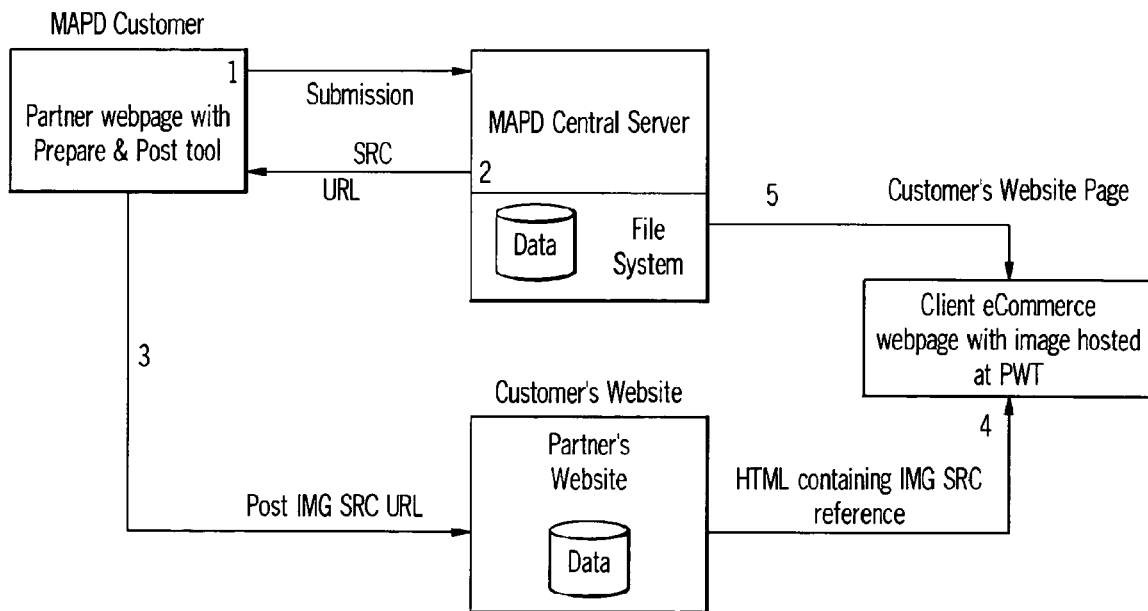 MAPD Customer
1
Partner webpage with
Prepare & Post tool
Submission
SRC
URL
2
MAPD Central Server
Data
File
System
5
Customer's Website Page
Client eCommerce
webpage with image hosted
at PWT
3
Post IMG SRC URL
Customer's Website
Partner's
Website
Data
HTML containing IMG SRC
reference
4